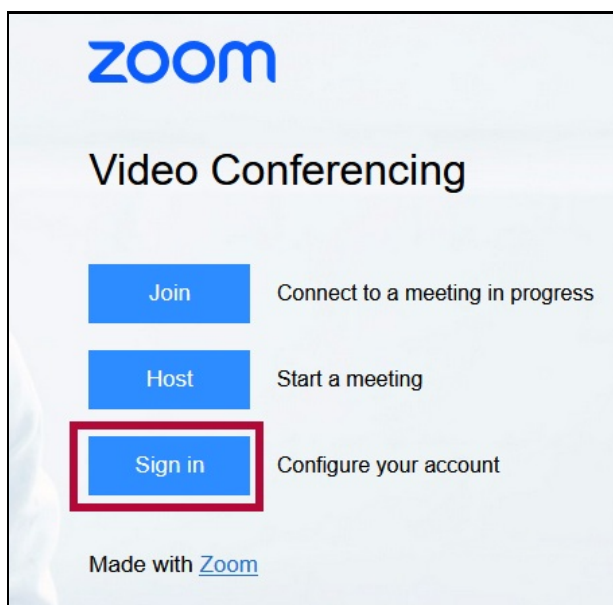 zoom
Video Conferencing
Join Connect to a meeting in progress
Host Start a meeting
Sign in Configure your account
Made with Zoom